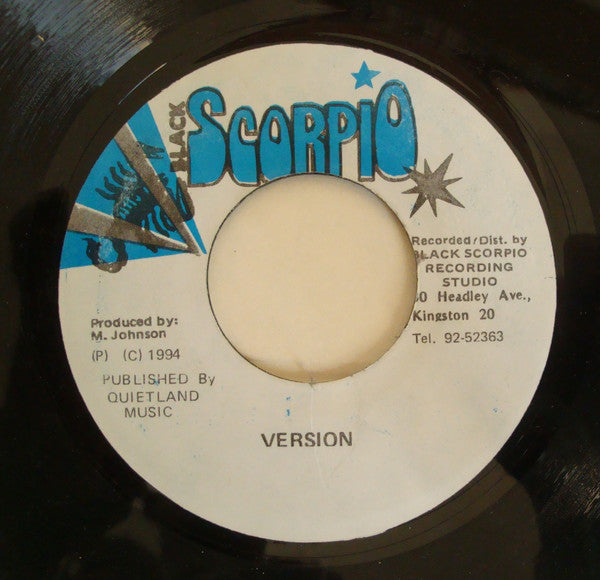 BLACK
SCORPIO
Recorded/Dist. by
BLACK SCORPIO
RECORDING
STUDIO
Headley Ave.,
Kingston 20
Tel. 92-52363
Produced by:
M. Johnson
(P) (C) 1994
PUBLISHED By
QUIETLAND
MUSIC
VERSION